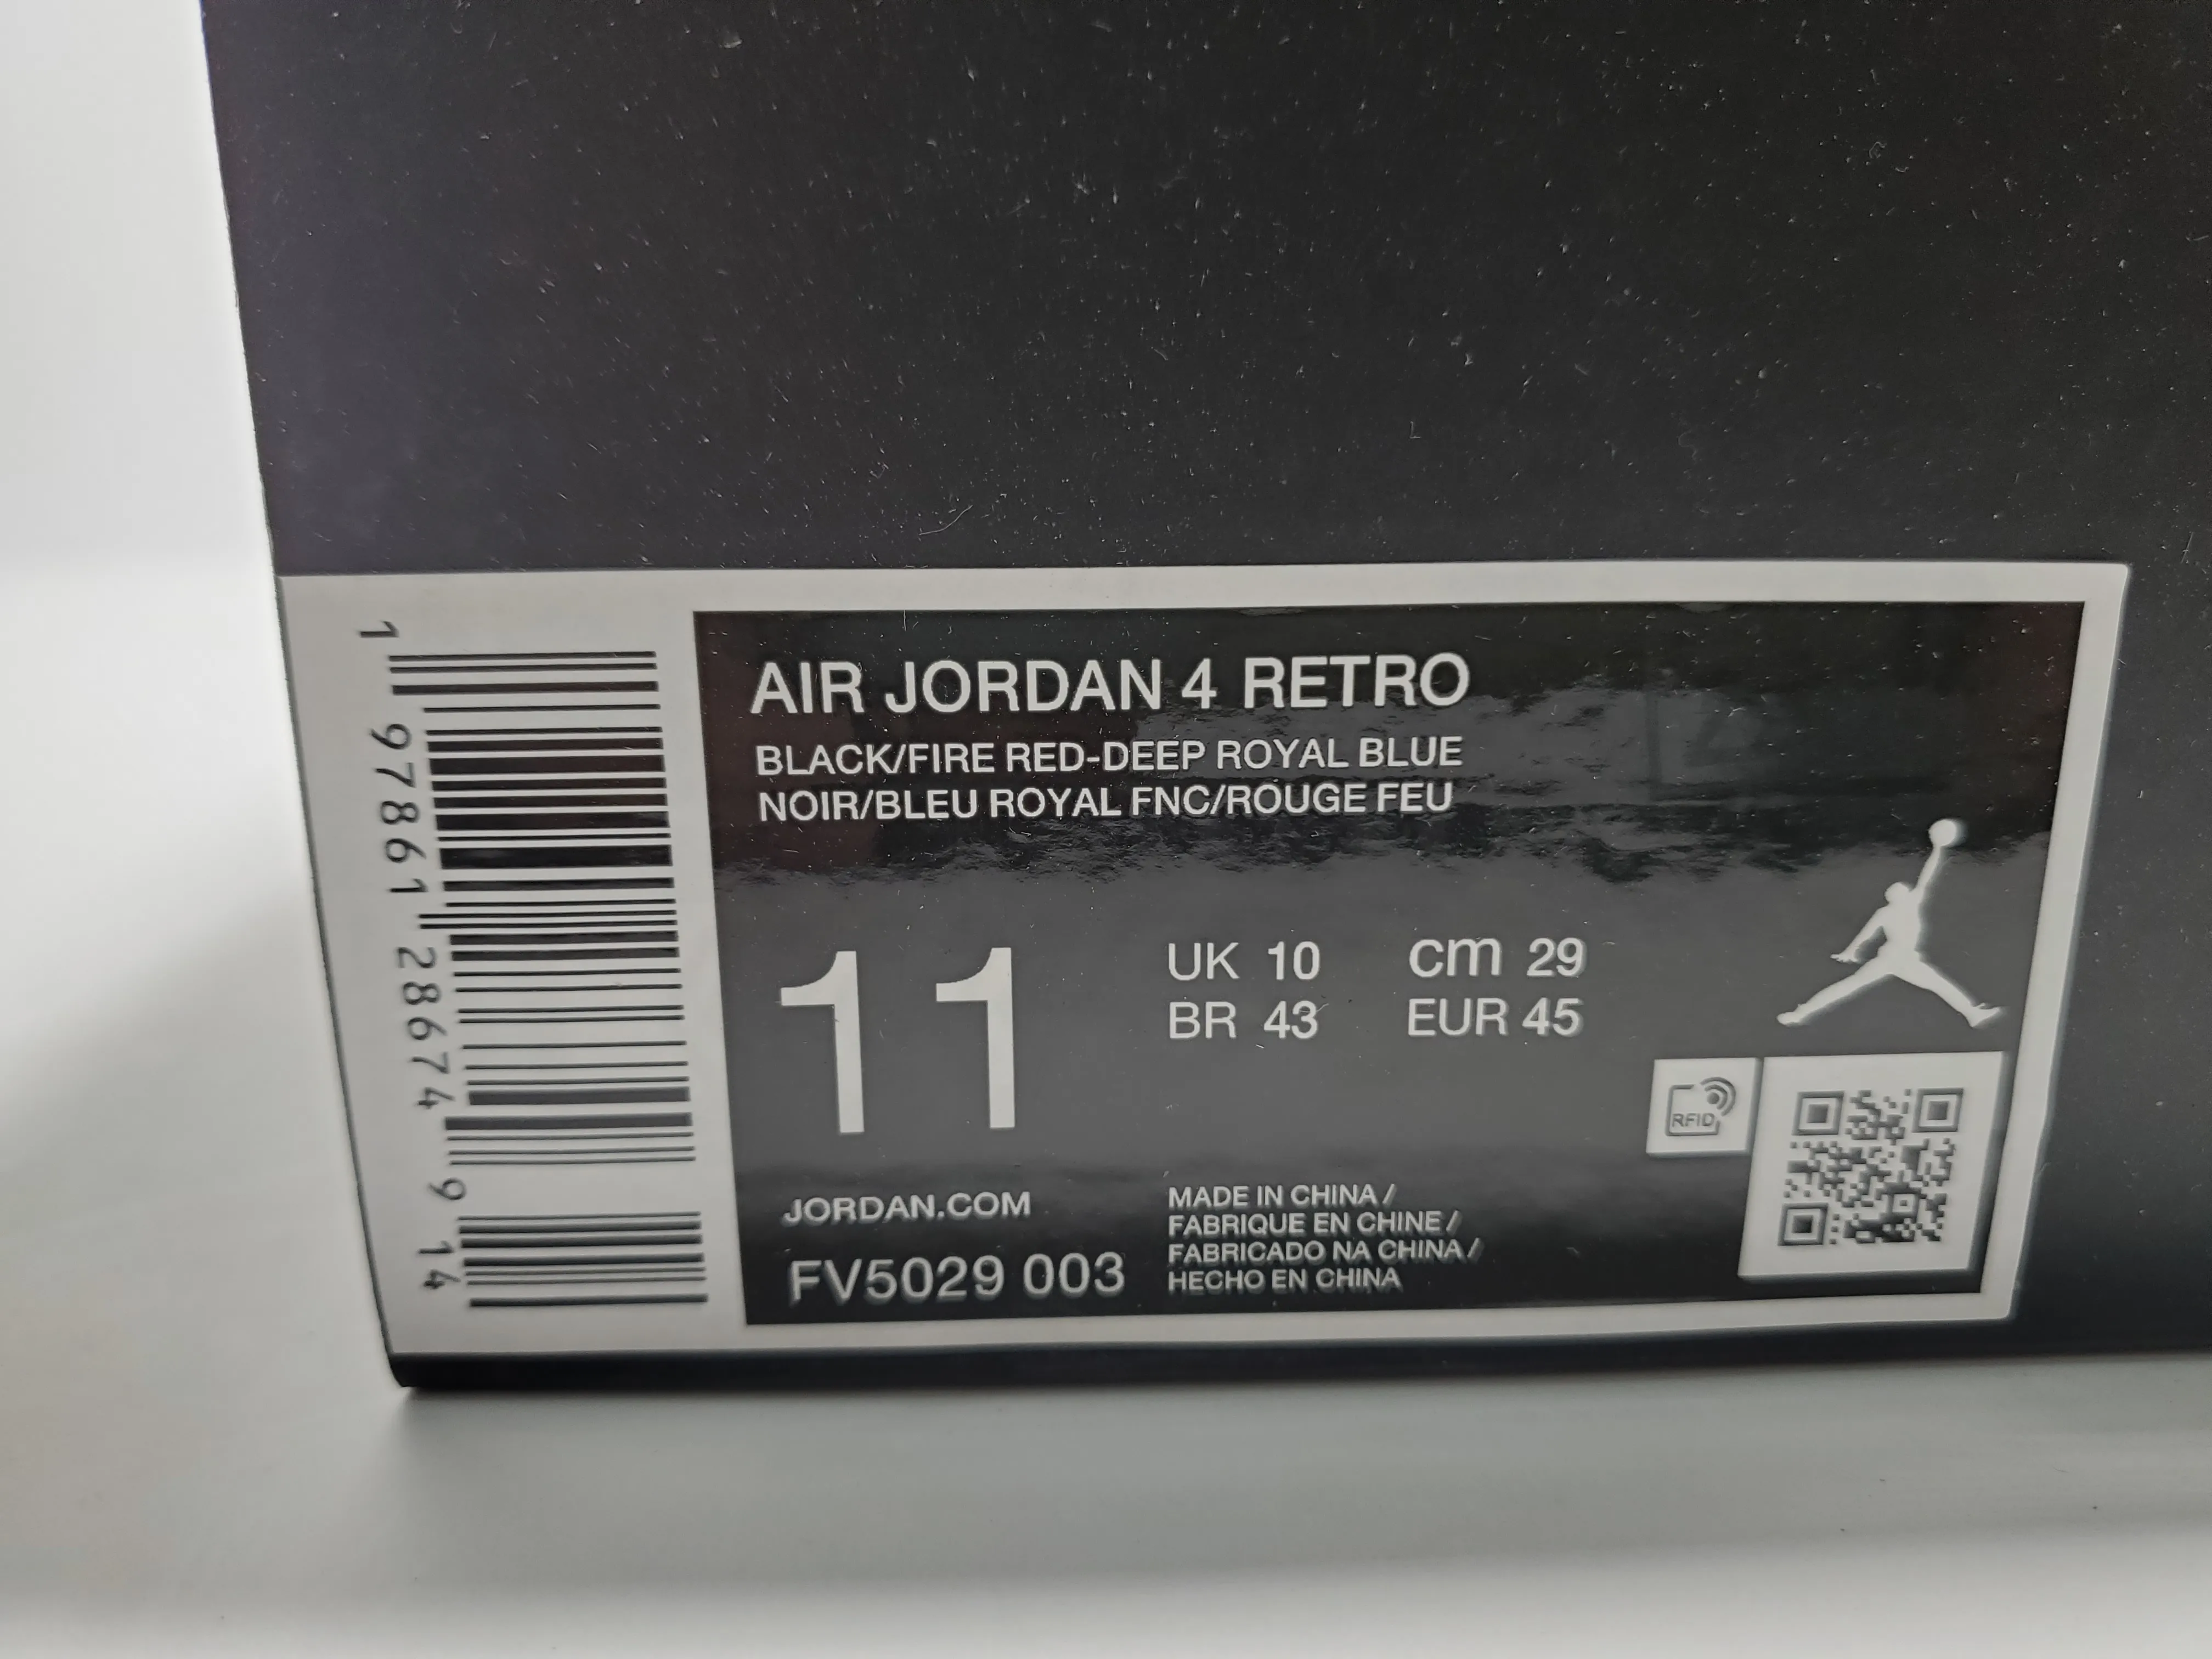 1 97861 28674 9 14
AIR JORDAN 4 RETRO
BLACK/FIRE RED-DEEP ROYAL BLUE
NOIR/BLEU ROYAL FNC/ROUGE FEU
11
UK 10 cm 29
BR 43 EUR 45
RFID
JORDAN.COM
FV5029 003
MADE IN CHINA /
FABRIQUE EN CHINE /
FABRICADO NA CHINA /
HECHO EN CHINA